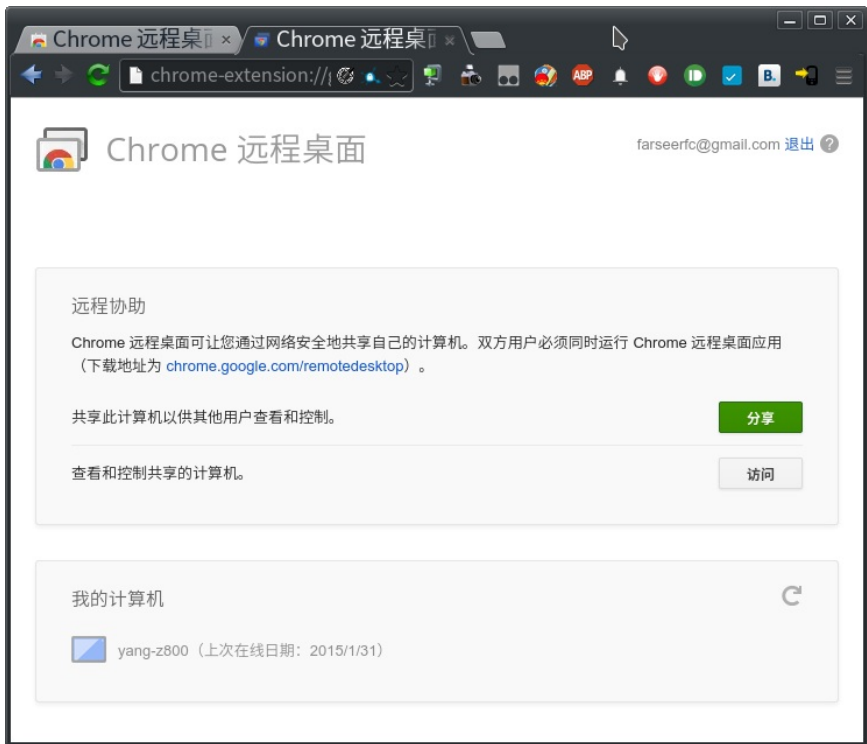 Chrome 远程桌
Chrome 远程桌
chrome-extension://
ABP
B.
Chrome 远程桌面
farseerfc@gmail.com 退出 ?
远程协助
Chrome 远程桌面可让您通过网络安全地共享自己的计算机。双方用户必须同时运行 Chrome 远程桌面应用
（下载地址为 chrome.google.com/remotedesktop）。
共享此计算机以供其他用户查看和控制。
分享
查看和控制共享的计算机。
访问
我的计算机
yang-z800（上次在线日期：2015/1/31）